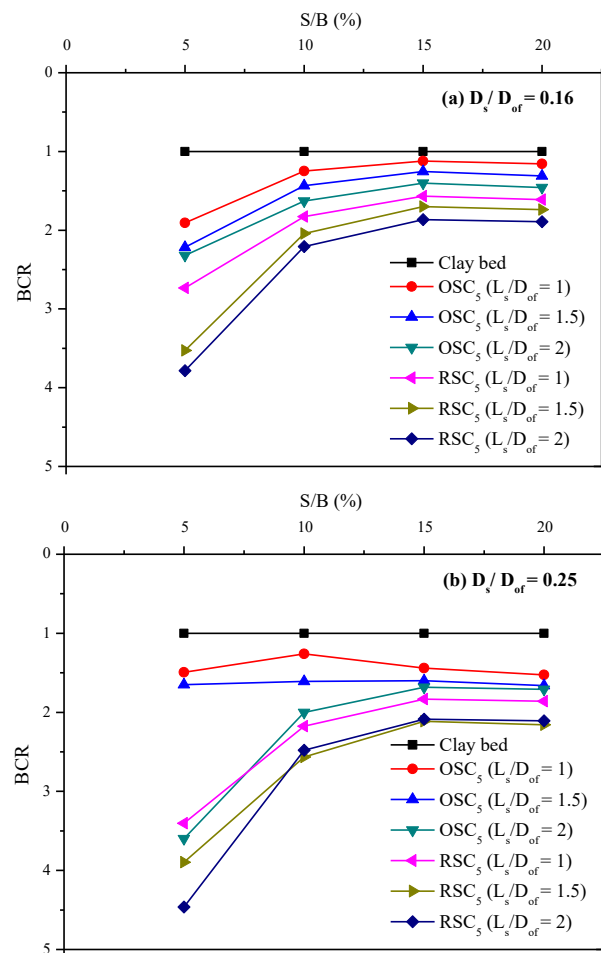 S/B (%)
0 5 10 15 20
0
(a) Dₛ/ Dₒf = 0.16
1
2
BCR
3
4
5
Clay bed
OSC₅ (Lₛ/Dₒf = 1)
OSC₅ (Lₛ/Dₒf = 1.5)
OSC₅ (Lₛ/Dₒf = 2)
RSC₅ (Lₛ/Dₒf = 1)
RSC₅ (Lₛ/Dₒf = 1.5)
RSC₅ (Lₛ/Dₒf = 2)
S/B (%)
0 5 10 15 20
0
(b) Dₛ/ Dₒf = 0.25
1
2
BCR
3
4
5
Clay bed
OSC₅ (Lₛ/Dₒf = 1)
OSC₅ (Lₛ/Dₒf = 1.5)
OSC₅ (Lₛ/Dₒf = 2)
RSC₅ (Lₛ/Dₒf = 1)
RSC₅ (Lₛ/Dₒf = 1.5)
RSC₅ (Lₛ/Dₒf = 2)